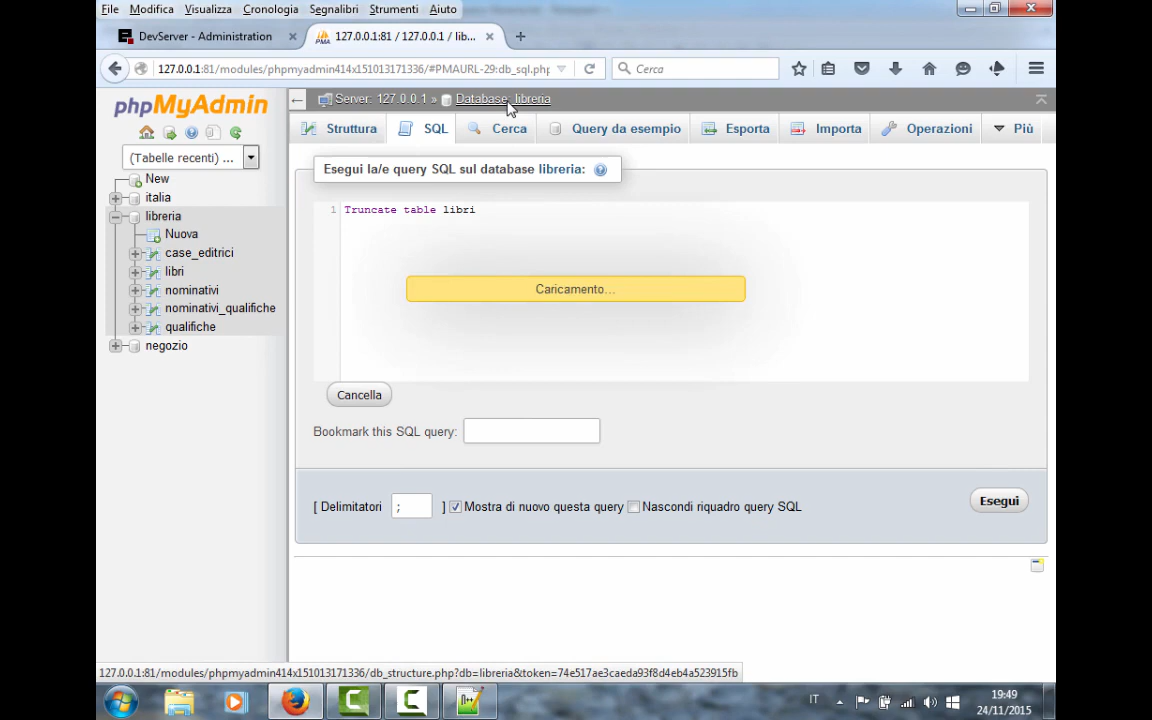 File Modifica Visualizza Cronologia Segnalibri Strumenti Aiuto
DevServer - Administration × 127.0.0.1:81 / 127.0.0.1 / lib... × +
127.0.0.1:81/modules/phpmyadmin414x151013171336/#PMAURL-29:db_sql.php Cerca
phpMyAdmin
Server: 127.0.0.1 » Database: libreria
Struttura SQL Cerca Query da esempio Esporta Importa Operazioni Più
(Tabelle recenti) ...
New
italia
libreria
Nuova
case_editrici
libri
nominativi
nominativi_qualifiche
qualifiche
negozio
Esegui la/e query SQL sul database libreria:
1 Truncate table libri
Caricamento...
Cancella
Bookmark this SQL query:
[ Delimitatori ; ] Mostra di nuovo questa query Nascondi riquadro query SQL
Esegui
127.0.0.1:81/modules/phpmyadmin414x151013171336/db_structure.php?db=libreria&token=74e517ae3caeda93f8d4eb4a523915fb
IT 19:49
24/11/2015